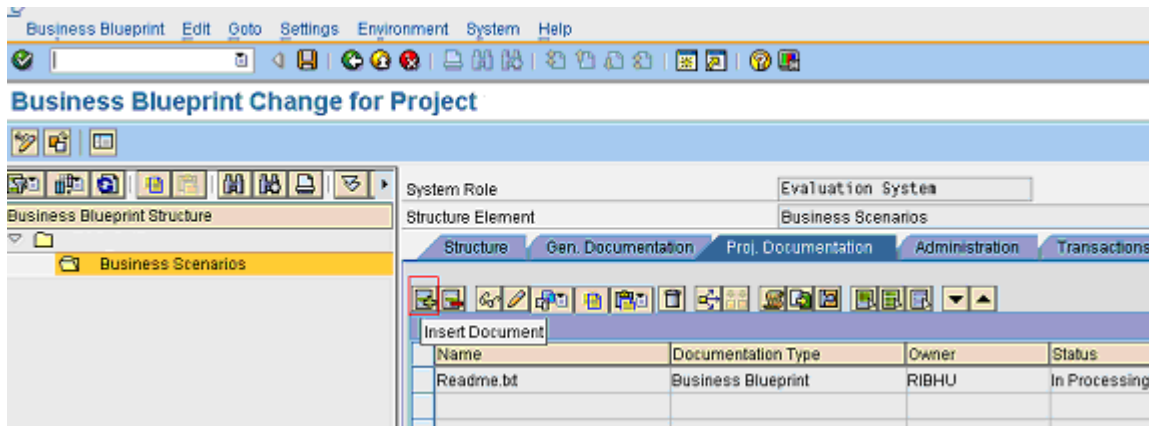 Business Blueprint Edit Goto Settings Environment System Help
Business Blueprint Change for Project
System Role Evaluation System
Business Blueprint Structure
Structure Element Business Scenarios
Structure Gen. Documentation Proj. Documentation Administration Transactions
Business Scenarios
Insert Document
Name Documentation Type Owner Status
Readme.txt Business Blueprint RIBHU In Processing